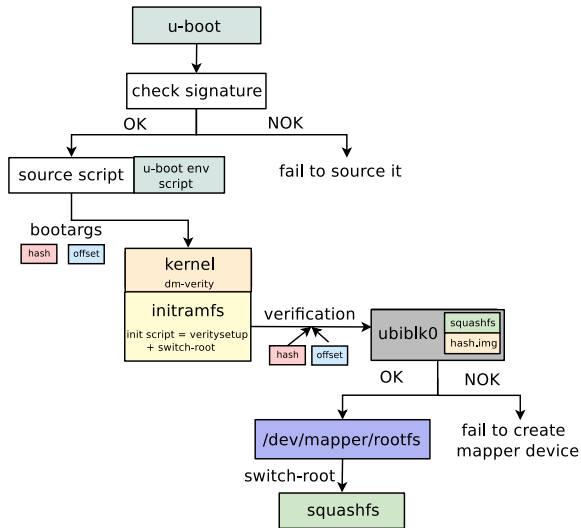 u-boot
check signature
OK
NOK
source script
u-boot env
script
fail to source it
bootargs
hash
offset
kernel
dm-verity
initramfs
init script = veritysetup
+ switch-root
verification
hash
offset
ubiblk0
squashfs
hash.img
OK
NOK
/dev/mapper/rootfs
fail to create
mapper device
switch-root
squashfs